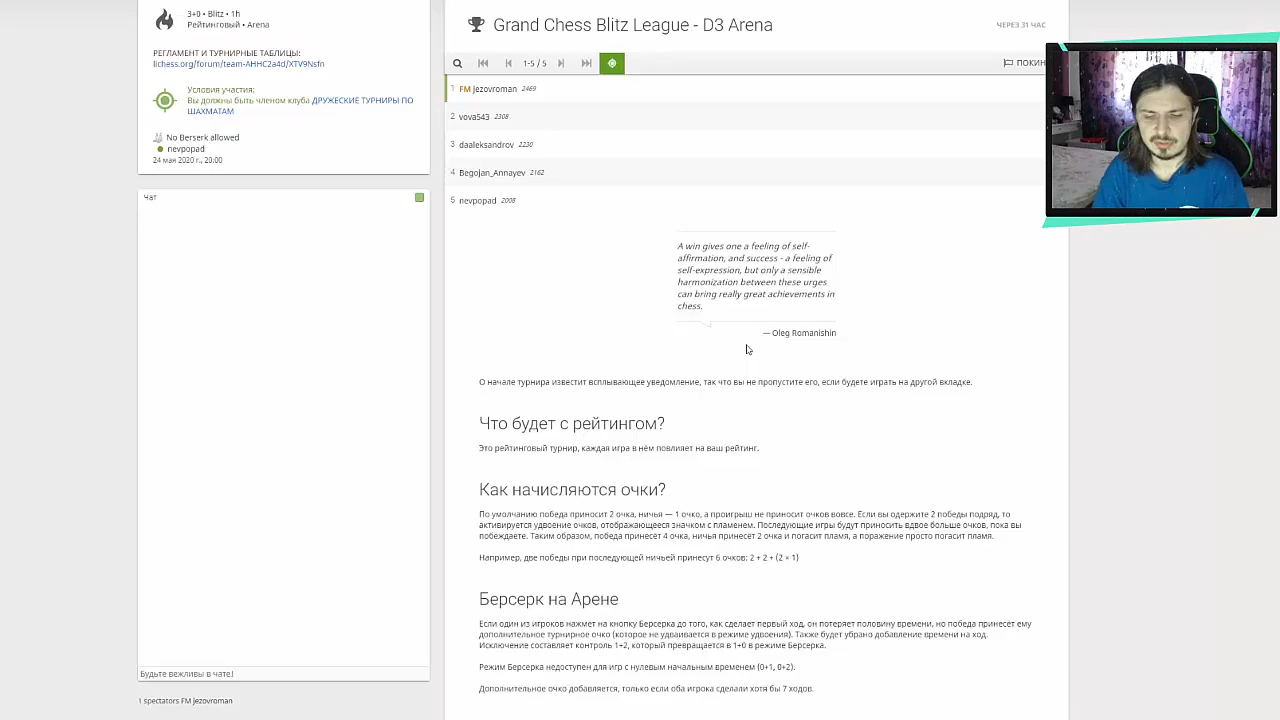 3+0 • Blitz • 1h
Рейтинговый • Arena
РЕГЛАМЕНТ И ТУРНИРНЫЕ ТАБЛИЦЫ:
lichess.org/forum/team-AHHC2a4d/XTV9Nsfn
Условия участия:
Вы должны быть членом клуба ДРУЖЕСКИЕ ТУРНИРЫ ПО
ШАХМАТАМ
No Berserk allowed
nevpopad
24 мая 2020 г., 20:00
Чат
Будьте вежливы в чате!
1 spectators FM jezovroman
Grand Chess Blitz League - D3 Arena
ЧЕРЕЗ 31 ЧАС
1-5 / 5
ПОКИН
1 FM jezovroman 2469
2 vova543 2308
3 daaleksandrov 2230
4 Begojan_Annayev 2162
5 nevpopad 2008
A win gives one a feeling of self-
affirmation, and success - a feeling of
self-expression, but only a sensible
harmonization between these urges
can bring really great achievements in
chess.
— Oleg Romanishin
О начале турнира известит всплывающее уведомление, так что вы не пропустите его, если будете играть на другой вкладке.
Что будет с рейтингом?
Это рейтинговый турнир, каждая игра в нём повлияет на ваш рейтинг.
Как начисляются очки?
По умолчанию победа приносит 2 очка, ничья — 1 очко, а проигрыш не приносит очков вовсе. Если вы одержите 2 победы подряд, то
активируется удвоение очков, отображающееся значком с пламенем. Последующие игры будут приносить вдвое больше очков, пока вы
побеждаете. Таким образом, победа принесёт 4 очка, ничья принесёт 2 очка и погасит пламя, а поражение просто погасит пламя.
Например, две победы при последующей ничьей принесут 6 очков: 2 + 2 + (2 × 1)
Берсерк на Арене
Если один из игроков нажмет на кнопку Берсерка до того, как сделает первый ход, он потеряет половину времени, но победа принесёт ему
дополнительное турнирное очко (которое не удваивается в режиме удвоения). Также будет убрано добавление времени на ход.
Исключение составляет контроль 1+2, который превращается в 1+0 в режиме Берсерка.
Режим Берсерка недоступен для игр с нулевым начальным временем (0+1, 0+2).
Дополнительное очко добавляется, только если оба игрока сделали хотя бы 7 ходов.